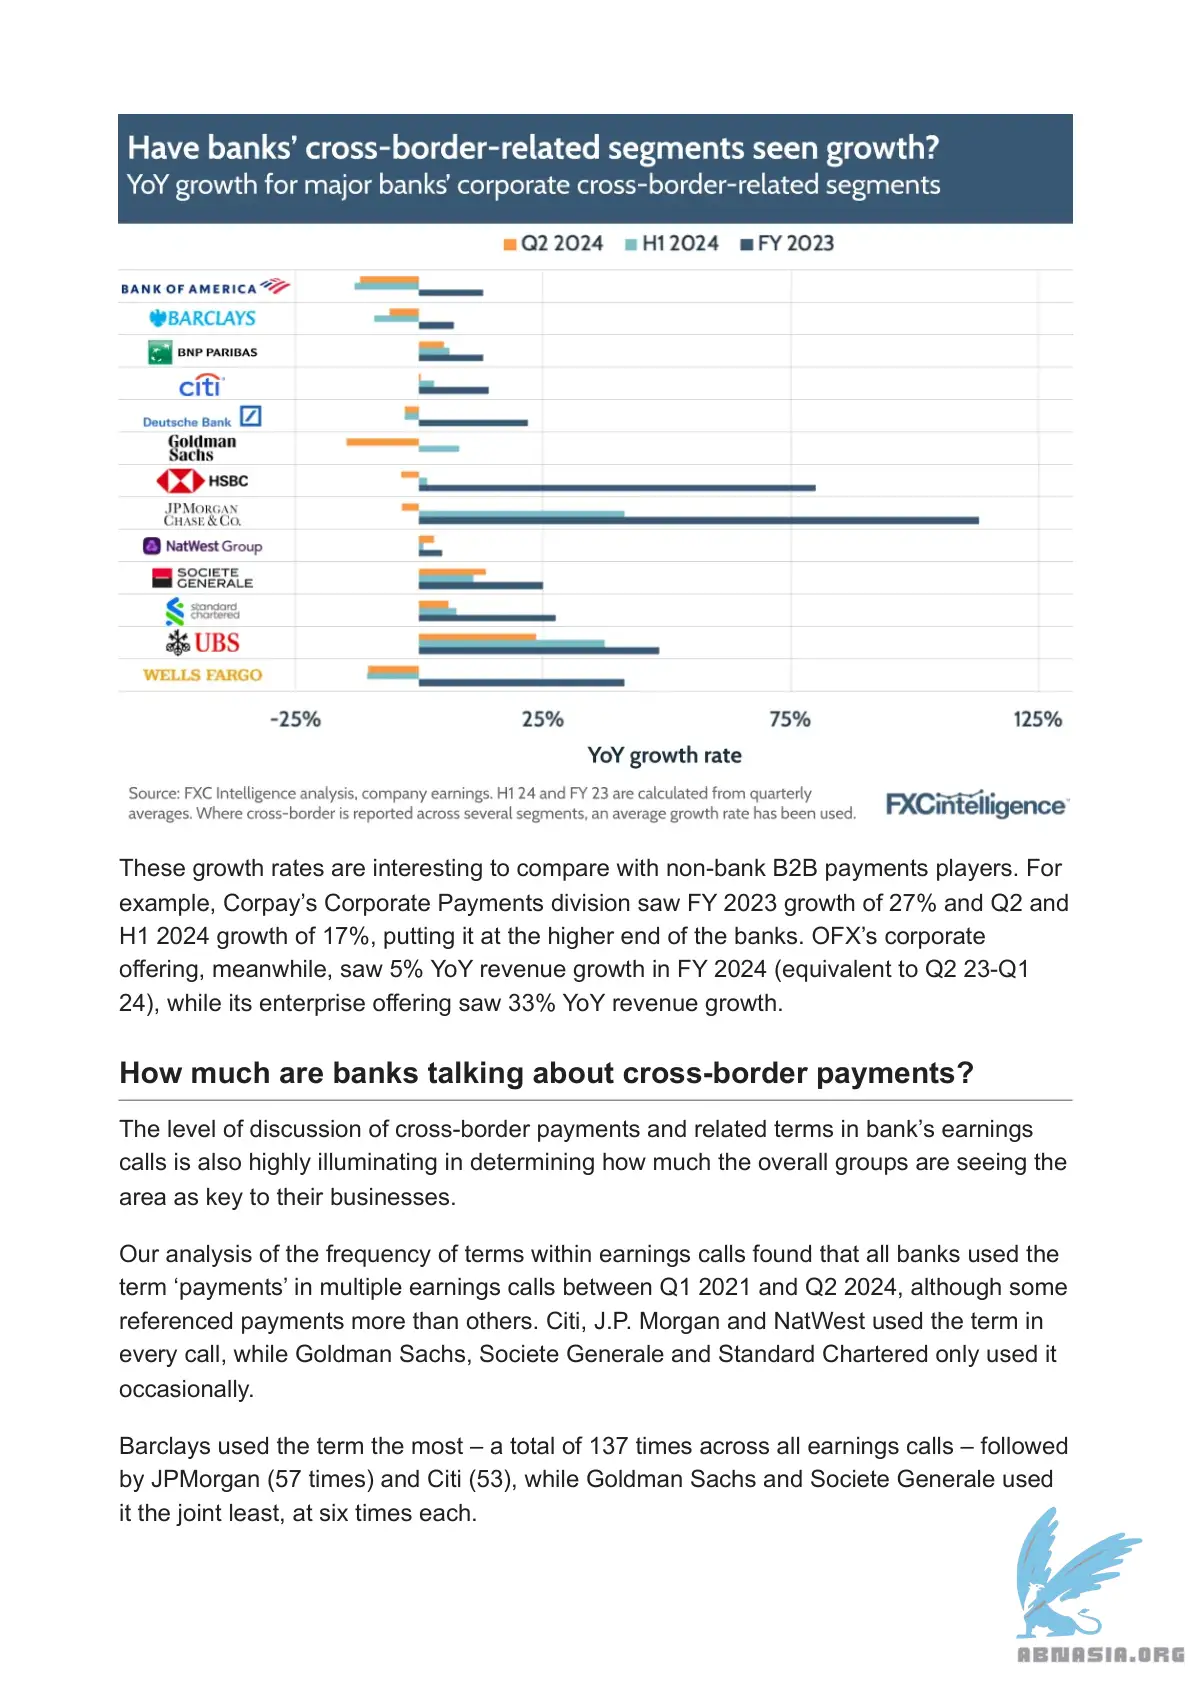 Have banks’ cross-border-related segments seen growth?
YoY growth for major banks’ corporate cross-border-related segments
Q2 2024 H1 2024 FY 2023
BANK OF AMERICA
BARCLAYS
BNP PARIBAS
citi
Deutsche Bank
Goldman
Sachs
HSBC
JPMORGAN
CHASE & CO.
NatWest Group
SOCIETE
GENERALE
standard
chartered
UBS
WELLS FARGO
-25% 25% 75% 125%
YoY growth rate
Source: FXC Intelligence analysis, company earnings. H1 24 and FY 23 are calculated from quarterly
averages. Where cross-border is reported across several segments, an average growth rate has been used.
FXCintelligence™
These growth rates are interesting to compare with non-bank B2B payments players. For
example, Corpay’s Corporate Payments division saw FY 2023 growth of 27% and Q2 and
H1 2024 growth of 17%, putting it at the higher end of the banks. OFX’s corporate
offering, meanwhile, saw 5% YoY revenue growth in FY 2024 (equivalent to Q2 23-Q1
24), while its enterprise offering saw 33% YoY revenue growth.
How much are banks talking about cross-border payments?
The level of discussion of cross-border payments and related terms in bank’s earnings
calls is also highly illuminating in determining how much the overall groups are seeing the
area as key to their businesses.
Our analysis of the frequency of terms within earnings calls found that all banks used the
term ‘payments’ in multiple earnings calls between Q1 2021 and Q2 2024, although some
referenced payments more than others. Citi, J.P. Morgan and NatWest used the term in
every call, while Goldman Sachs, Societe Generale and Standard Chartered only used it
occasionally.
Barclays used the term the most – a total of 137 times across all earnings calls – followed
by JPMorgan (57 times) and Citi (53), while Goldman Sachs and Societe Generale used
it the joint least, at six times each.
ABNASIA.ORG